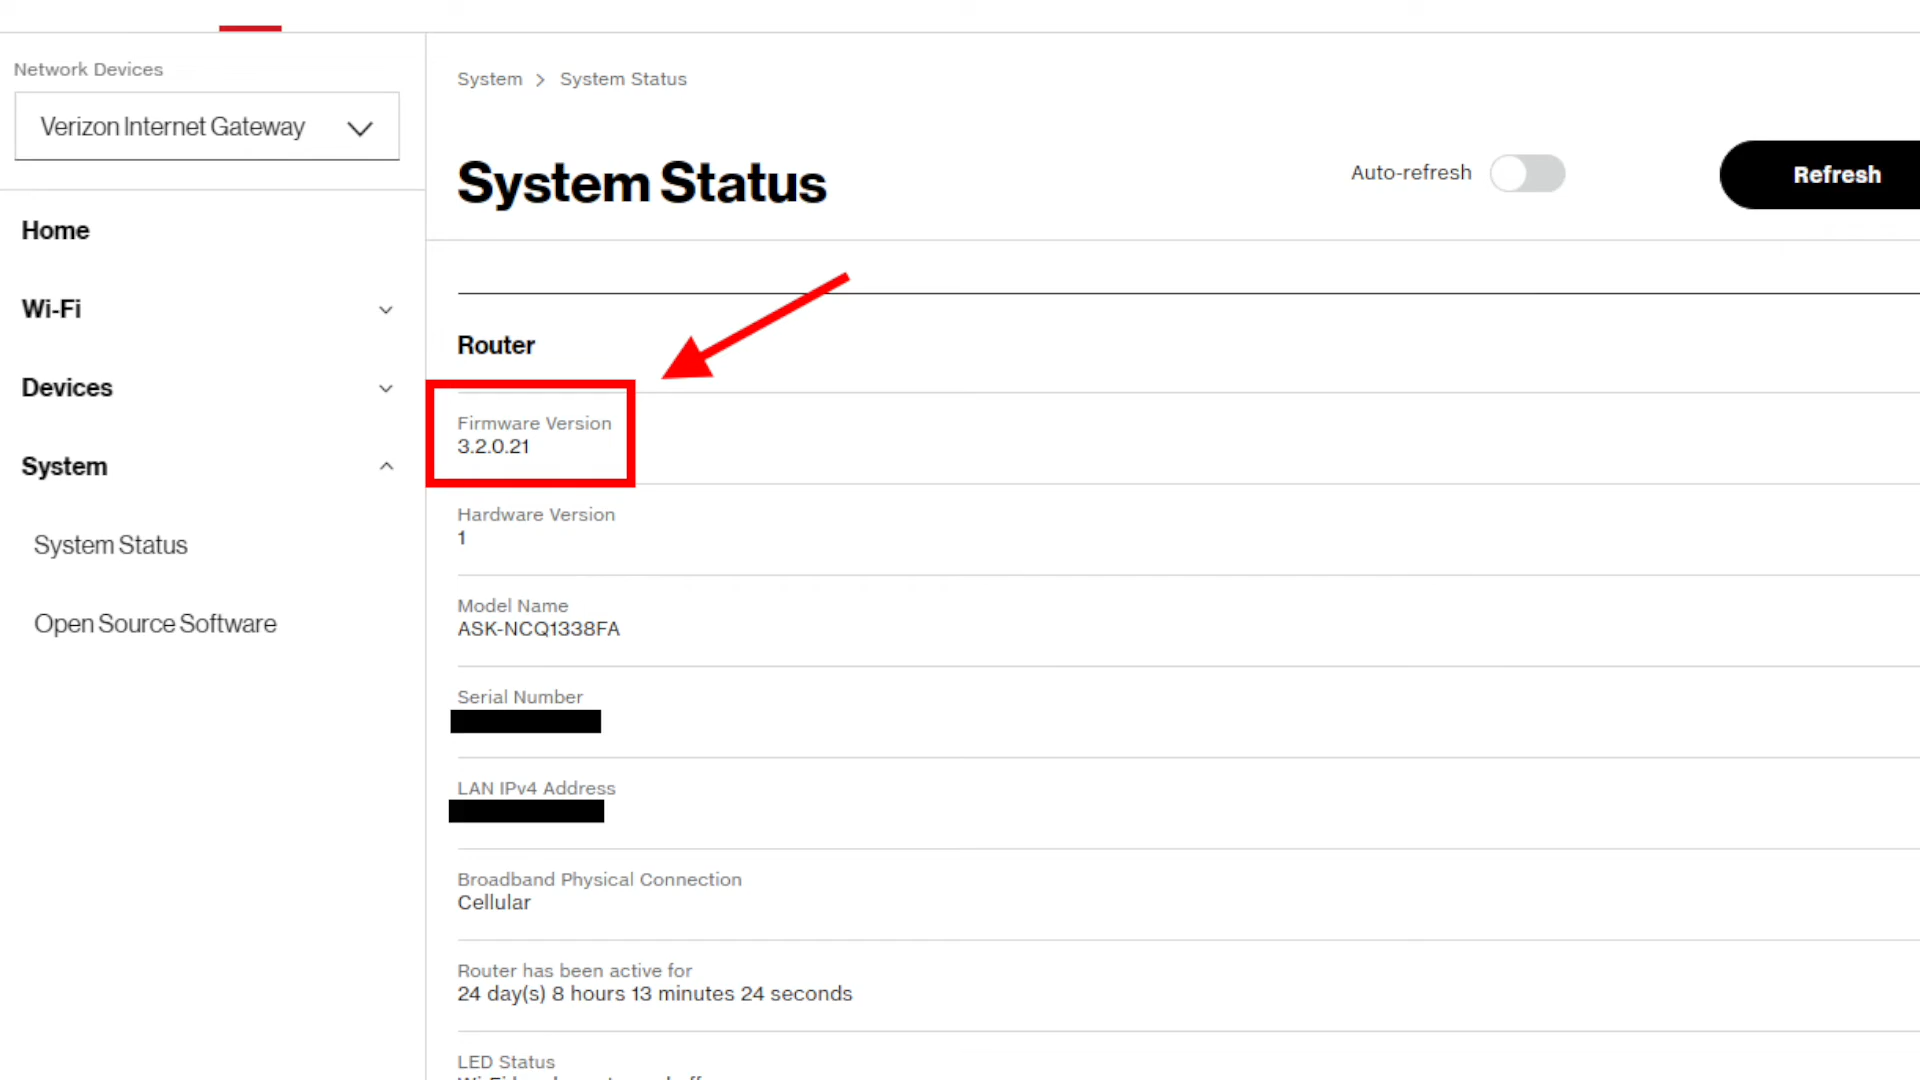 Network Devices
Verizon Internet Gateway
Home
Wi-Fi
Devices
System
System Status
Open Source Software
System > System Status
System Status
Auto-refresh
Refresh
Router
Firmware Version
3.2.0.21
Hardware Version
1
Model Name
ASK-NCQ1338FA
Serial Number
LAN IPv4 Address
Broadband Physical Connection
Cellular
Router has been active for
24 day(s) 8 hours 13 minutes 24 seconds
LED Status